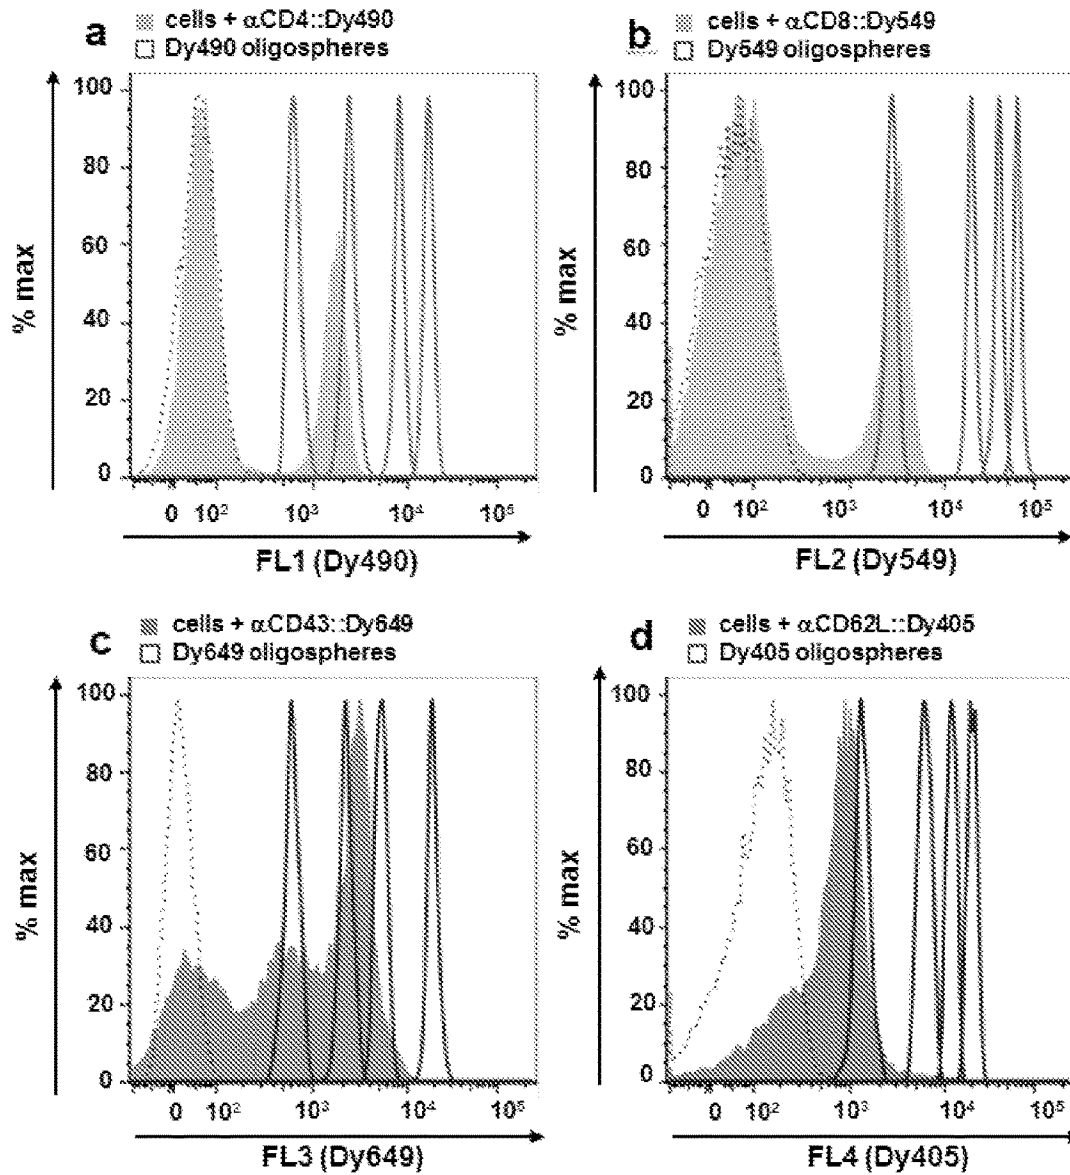 a
cells + αCD4::Dy490
Dy490 oligospheres
% max
100
80
60
40
20
0
0 10² 10³ 10⁴ 10⁵
FL1 (Dy490)
b
cells + αCD8::Dy549
Dy549 oligospheres
% max
100
80
60
40
20
0
0 10² 10³ 10⁴ 10⁵
FL2 (Dy549)
c
cells + αCD43::Dy649
Dy649 oligospheres
% max
100
80
60
40
20
0
0 10² 10³ 10⁴ 10⁵
FL3 (Dy649)
d
cells + αCD62L::Dy405
Dy405 oligospheres
% max
100
80
60
40
20
0
0 10² 10³ 10⁴ 10⁵
FL4 (Dy405)